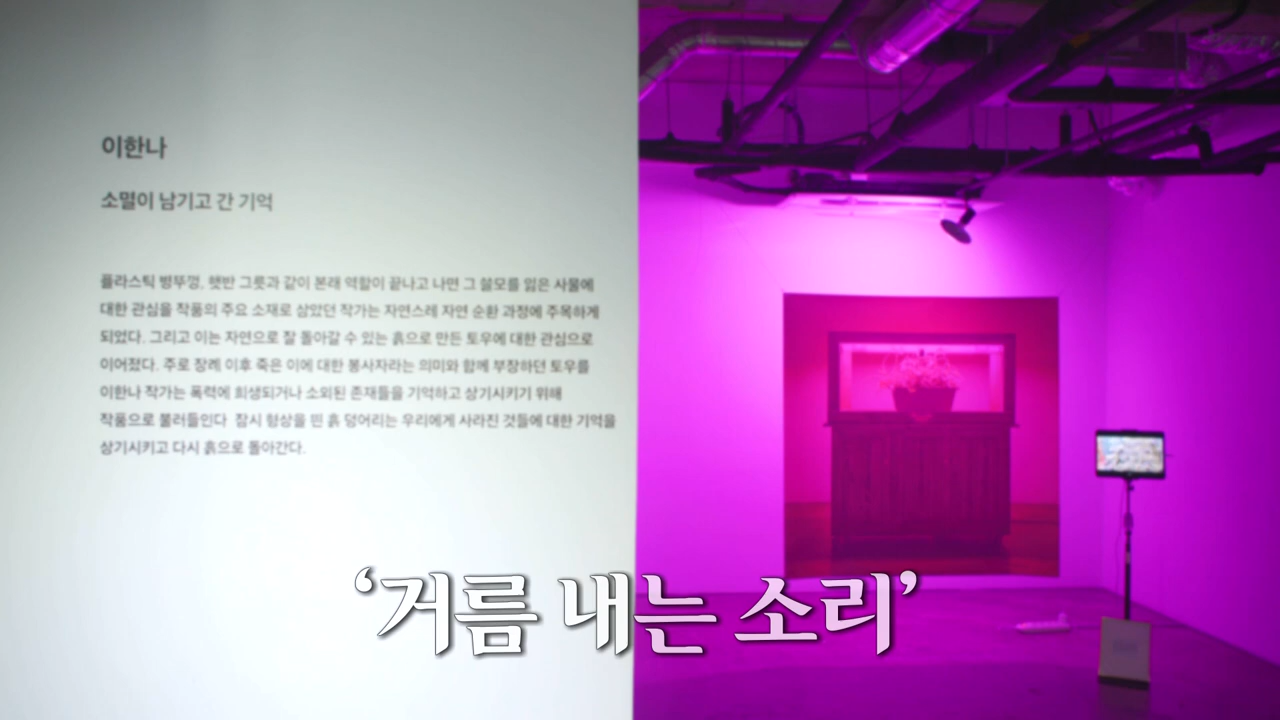 이한나
소멸이 남기고 간 기억
플라스틱 병뚜껑, 햇반 그릇과 같이 본래 역할이 끝나고 나면 그 쓸모를 잃은 사물에
대한 관심을 작품의 주요 소재로 삼았던 작가는 자연스레 자연 순환 과정에 주목하게
되었다. 그리고 이는 자연으로 잘 돌아갈 수 있는 흙으로 만든 토우에 대한 관심으로
이어졌다. 주로 장례 이후 죽은 이에 대한 봉사자라는 의미와 함께 부장하던 토우를
이한나 작가는 폭력에 희생되거나 소외된 존재들을 기억하고 상기시키기 위해
작품으로 불러들인다 잠시 형상을 띈 흙 덩어리는 우리에게 사라진 것들에 대한 기억을
상기시키고 다시 흙으로 돌아간다.
‘거름 내는 소리’